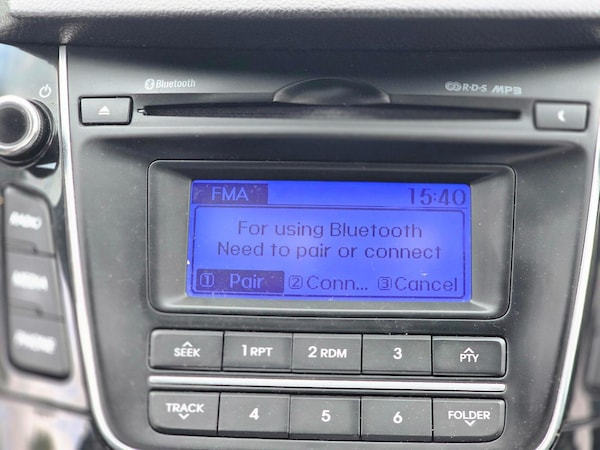 Bluetooth
R·D·S MP3
FMA 15:40
For using Bluetooth
Need to pair or connect
1 Pair 2 Conn... 3 Cancel
RADIO
MEDIA
PHONE
SEEK 1 RPT 2 RDM 3 PTY
TRACK 4 5 6 FOLDER